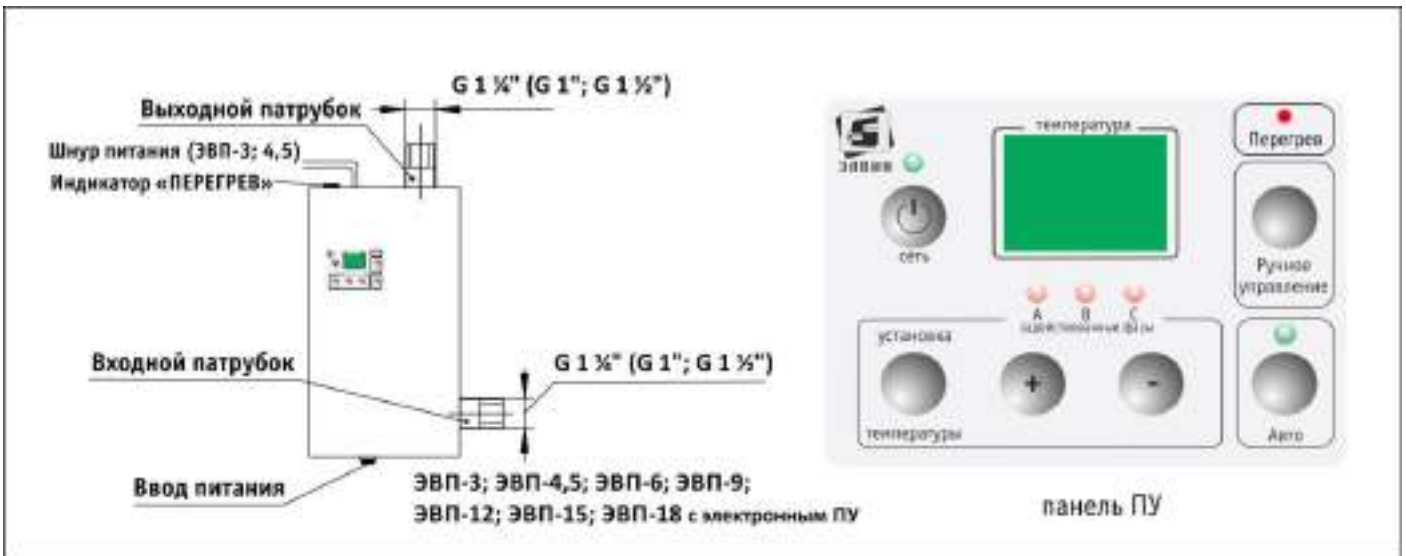 G 1 ¼" (G 1"; G 1 ½")
Выходной патрубок
Шнур питания (ЭВП-3; 4,5)
Индикатор «ПЕРЕГРЕВ»
Входной патрубок
G 1 ¼" (G 1"; G 1 ½")
Ввод питания
ЭВП-3; ЭВП-4,5; ЭВП-6; ЭВП-9;
ЭВП-12; ЭВП-15; ЭВП-18 с электронным ПУ
температура
Перегрев
сеть
Ручное
управление
A B C
фазы
установка
+ -
температуры
Авто
панель ПУ